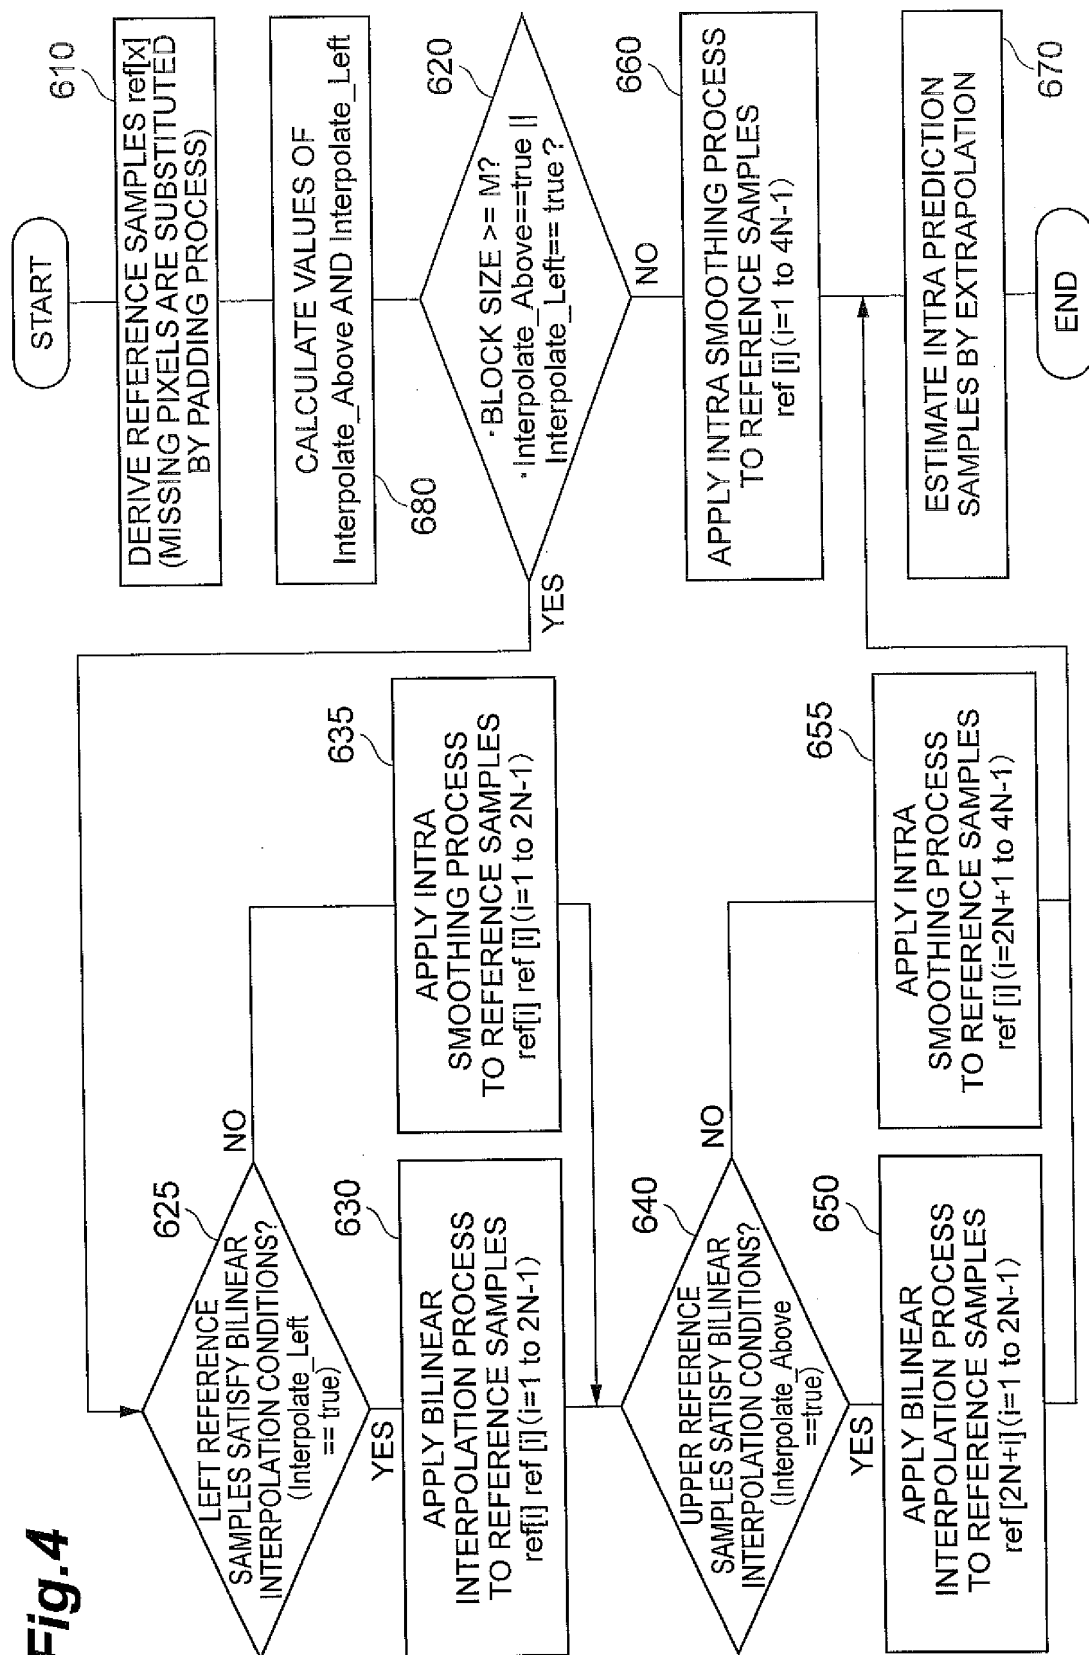 Fig.4
START
610
DERIVE REFERENCE SAMPLES ref[x]
(MISSING PIXELS ARE SUBSTITUTED
BY PADDING PROCESS)
CALCULATE VALUES OF
Interpolate_Above AND Interpolate_Left
680
620
·BLOCK SIZE >= M?
·Interpolate_Above==true ||
Interpolate_Left== true?
YES
NO
660
APPLY INTRA SMOOTHING PROCESS
TO REFERENCE SAMPLES
ref [i] (i=1 to 4N-1)
670
ESTIMATE INTRA PREDICTION
SAMPLES BY EXTRAPOLATION
END
625
LEFT REFERENCE
SAMPLES SATISFY BILINEAR
INTERPOLATION CONDITIONS?
(Interpolate_Left
== true)
NO
YES
635
APPLY INTRA
SMOOTHING PROCESS
TO REFERENCE SAMPLES
ref[i] ref [i] (i=1 to 2N-1)
630
APPLY BILINEAR
INTERPOLATION PROCESS
TO REFERENCE SAMPLES
ref[i] ref [i] (i=1 to 2N-1)
640
UPPER REFERENCE
SAMPLES SATISFY BILINEAR
INTERPOLATION CONDITIONS?
(Interpolate_Above
==true)
NO
YES
655
APPLY INTRA
SMOOTHING PROCESS
TO REFERENCE SAMPLES
ref [i] (i=2N+1 to 4N-1)
650
APPLY BILINEAR
INTERPOLATION PROCESS
TO REFERENCE SAMPLES
ref [2N+i] (i=1 to 2N-1)